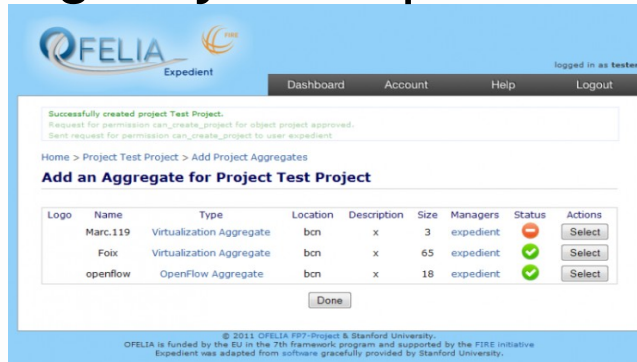 OFELIA
FIRE
Expedient
logged in as tester
Dashboard Account Help Logout
Successfully created project Test Project.
Request for permission can_create_project for object project approved.
Sent request for permission can_create_project to user expedient
Home > Project Test Project > Add Project Aggregates
Add an Aggregate for Project Test Project
Logo Name Type Location Description Size Managers Status Actions
Marc.119 Virtualization Aggregate bcn x 3 expedient Select
Foix Virtualization Aggregate bcn x 65 expedient Select
openflow OpenFlow Aggregate bcn x 18 expedient Select
Done
© 2011 OFELIA FP7-Project & Stanford University.
OFELIA is funded by the EU in the 7th framework program and supported by the FIRE initiative
Expedient was adapted from software gracefully provided by Stanford University.